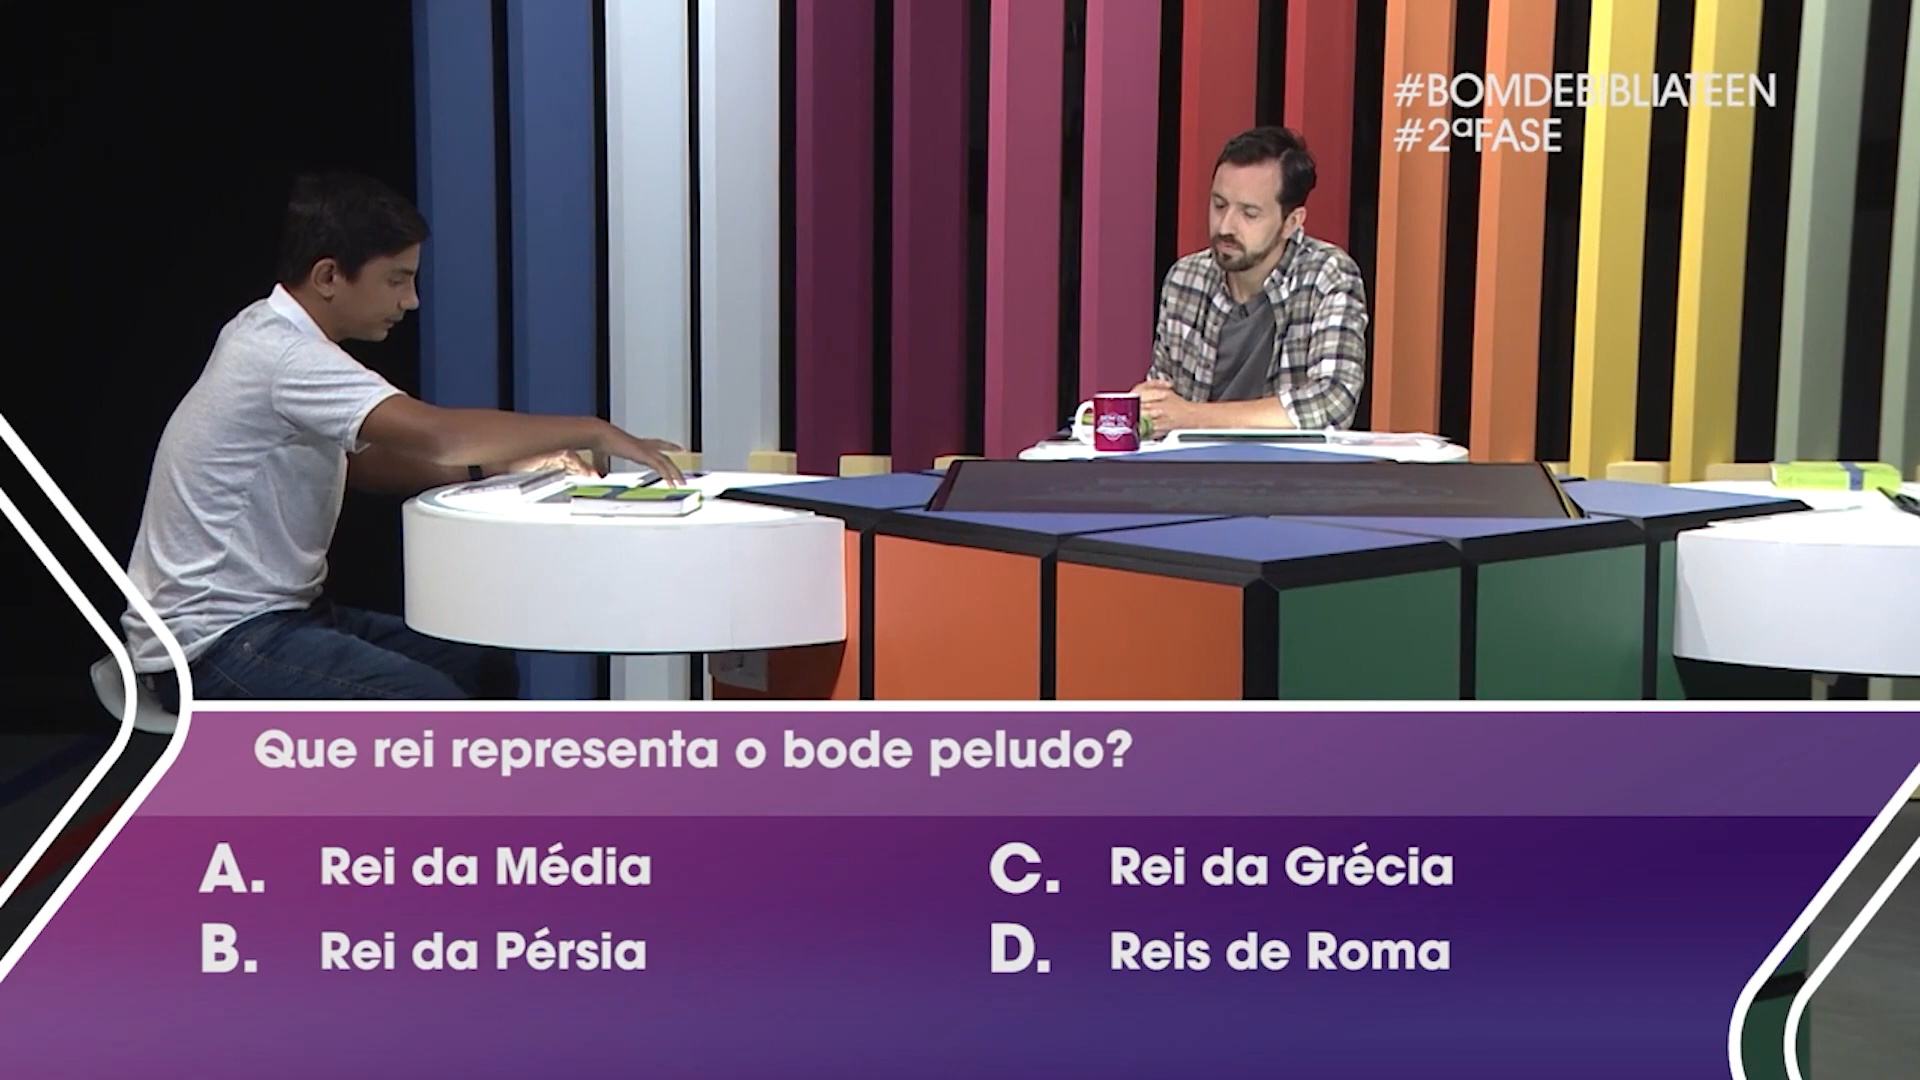 #BOMDEBIBLIATEEN
#2ªFASE
Que rei representa o bode peludo?
A. Rei da Média
B. Rei da Pérsia
C. Rei da Grécia
D. Reis de Roma